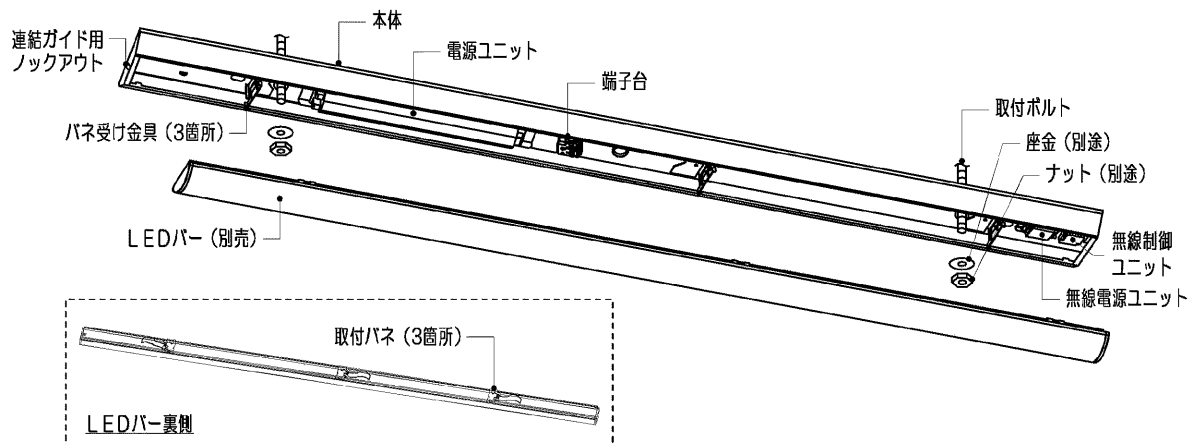 連結ガイド用
ノックアウト
本体
電源ユニット
端子台
取付ボルト
座金（別途）
ナット（別途）
バネ受け金具（3箇所）
LEDバー（別売）
無線制御
ユニット
無線電源ユニット
取付バネ（3箇所）
LEDバー裏側